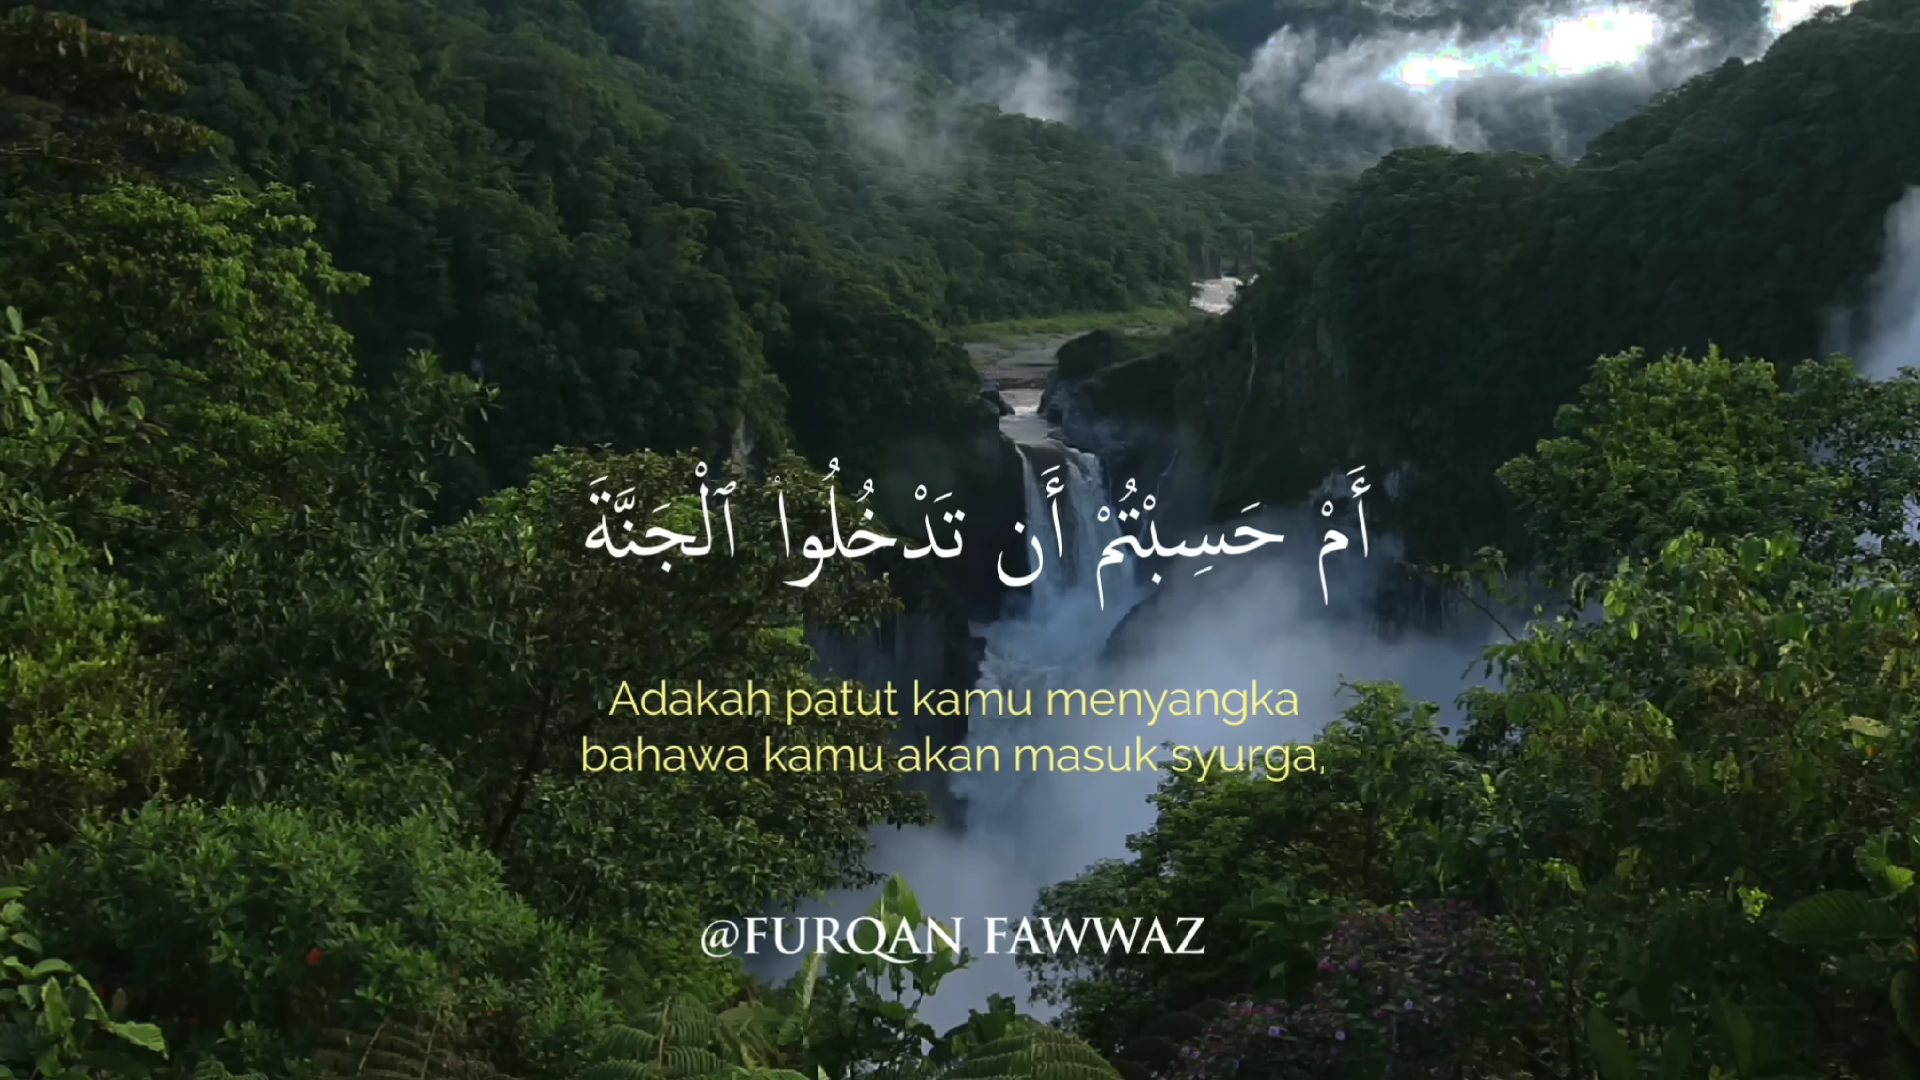 أَمْ حَسِبْتُمْ أَن تَدْخُلُوا۟ ٱلْجَنَّةَ
Adakah patut kamu menyangka
bahawa kamu akan masuk syurga,
@FURQAN FAWWAZ